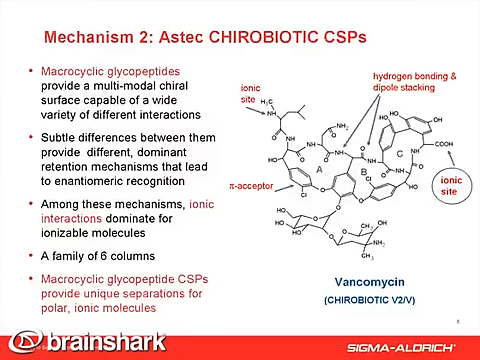 Mechanism 2: Astec CHIROBIOTIC CSPs
• Macrocyclic glycopeptides
provide a multi-modal chiral
surface capable of a wide
variety of different interactions
• Subtle differences between them
provide different, dominant
retention mechanisms that lead
to enantiomeric recognition
• Among these mechanisms, ionic
interactions dominate for
ionizable molecules
• A family of 6 columns
• Macrocyclic glycopeptide CSPs
provide unique separations for
polar, ionic molecules
ionic
site
hydrogen bonding &
dipole stacking
π-acceptor
A
B
C
COOH
ionic
site
Vancomycin
(CHIROBIOTIC V2/V)
brainshark
SIGMA-ALDRICH